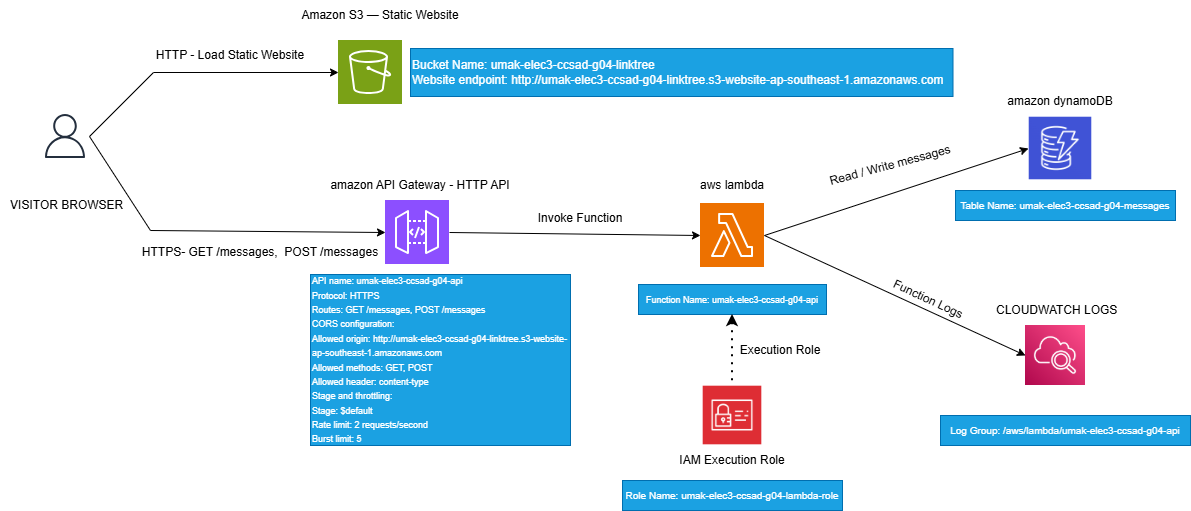 Amazon S3 — Static Website
HTTP - Load Static Website
Bucket Name: umak-elec3-ccsad-g04-linktree
Website endpoint: http://umak-elec3-ccsad-g04-linktree.s3-website-ap-southeast-1.amazonaws.com
VISITOR BROWSER
amazon API Gateway - HTTP API
HTTPS- GET /messages, POST /messages
API name: umak-elec3-ccsad-g04-api
Protocol: HTTPS
Routes: GET /messages, POST /messages
CORS configuration:
Allowed origin: http://umak-elec3-ccsad-g04-linktree.s3-website-
ap-southeast-1.amazonaws.com
Allowed methods: GET, POST
Allowed header: content-type
Stage and throttling:
Stage: $default
Rate limit: 2 requests/second
Burst limit: 5
Invoke Function
aws lambda
Function Name: umak-elec3-ccsad-g04-api
Execution Role
IAM Execution Role
Role Name: umak-elec3-ccsad-g04-lambda-role
Read / Write messages
amazon dynamoDB
Table Name: umak-elec3-ccsad-g04-messages
Function Logs
CLOUDWATCH LOGS
Log Group: /aws/lambda/umak-elec3-ccsad-g04-api